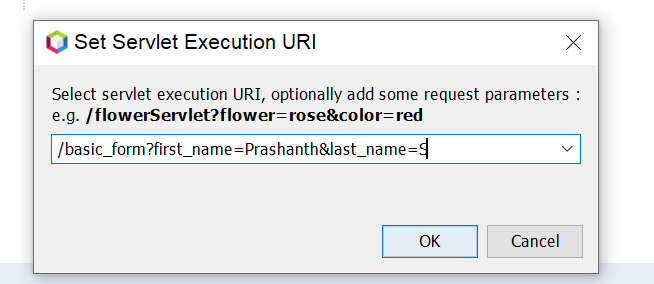 Set Servlet Execution URI
Select servlet execution URI, optionally add some request parameters :
e.g. /flowerServlet?flower=rose&color=red
/basic_form?first_name=Prashanth&last_name=S
OK Cancel